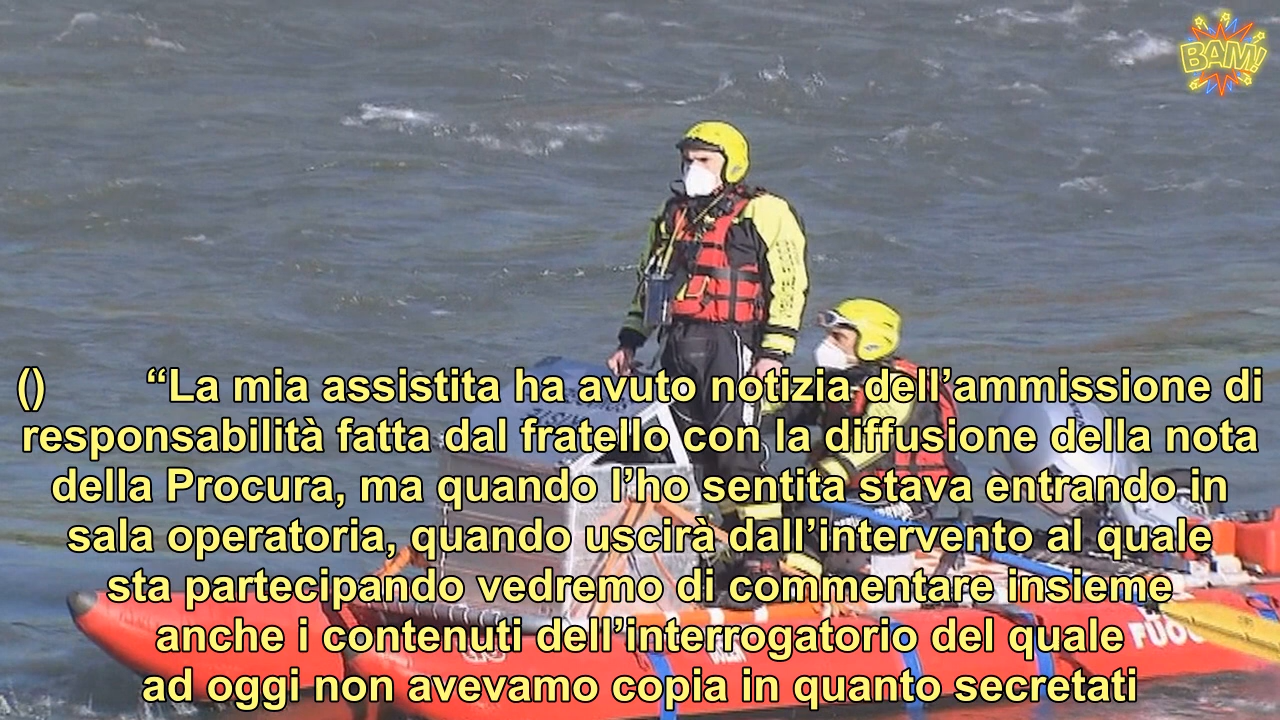 BAM!
() “La mia assistita ha avuto notizia dell’ammissione di
responsabilità fatta dal fratello con la diffusione della nota
della Procura, ma quando l’ho sentita stava entrando in
sala operatoria, quando uscirà dall’intervento al quale
sta partecipando vedremo di commentare insieme
anche i contenuti dell’interrogatorio del quale
ad oggi non avevamo copia in quanto secretati